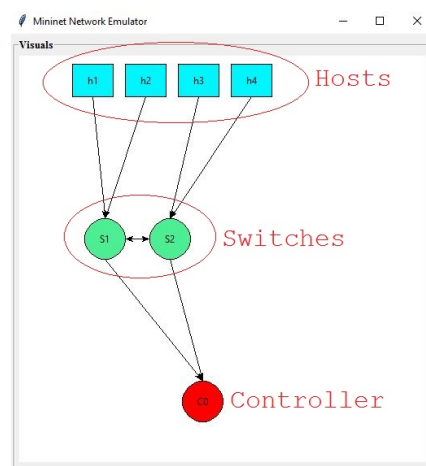 Mininet Network Emulator
Visuals
h1 h2 h3 h4
Hosts
S1 S2
Switches
C0
Controller